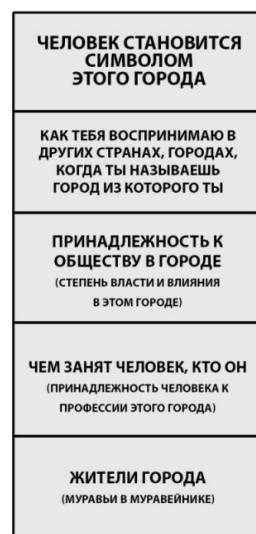 ЧЕЛОВЕК СТАНОВИТСЯ
СИМВОЛОМ
ЭТОГО ГОРОДА
КАК ТЕБЯ ВОСПРИНИМАЮ В
ДРУГИХ СТРАНАХ, ГОРОДАХ,
КОГДА ТЫ НАЗЫВАЕШЬ
ГОРОД ИЗ КОТОРОГО ТЫ
ПРИНАДЛЕЖНОСТЬ К
ОБЩЕСТВУ В ГОРОДЕ
(СТЕПЕНЬ ВЛАСТИ И ВЛИЯНИЯ
В ЭТОМ ГОРОДЕ)
ЧЕМ ЗАНЯТ ЧЕЛОВЕК, КТО ОН
(ПРИНАДЛЕЖНОСТЬ ЧЕЛОВЕКА К
ПРОФЕССИИ ЭТОГО ГОРОДА)
ЖИТЕЛИ ГОРОДА
(МУРАВЬИ В МУРАВЕЙНИКЕ)